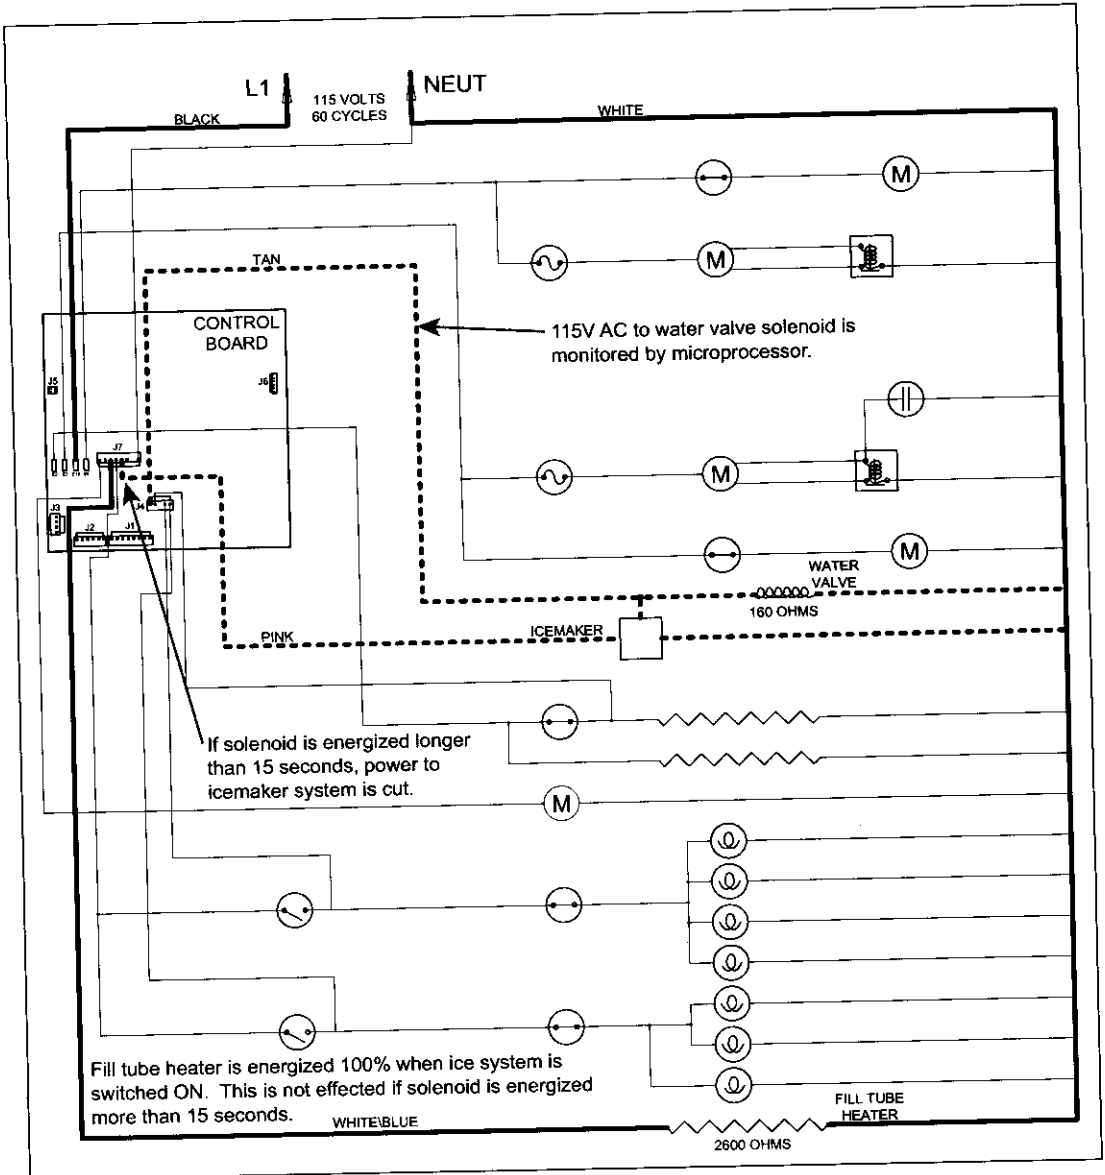 L1
NEUT
115 VOLTS
60 CYCLES
BLACK
WHITE
M
M
TAN
CONTROL
BOARD
115V AC to water valve solenoid is
monitored by microprocessor.
J5
J6
J7
M
J3
J4
J2
J1
M
WATER
VALVE
160 OHMS
PINK
ICEMAKER
If solenoid is energized longer
than 15 seconds, power to
icemaker system is cut.
M
Fill tube heater is energized 100% when ice system is
switched ON. This is not effected if solenoid is energized
more than 15 seconds.
WHITE\BLUE
FILL TUBE
HEATER
2600 OHMS